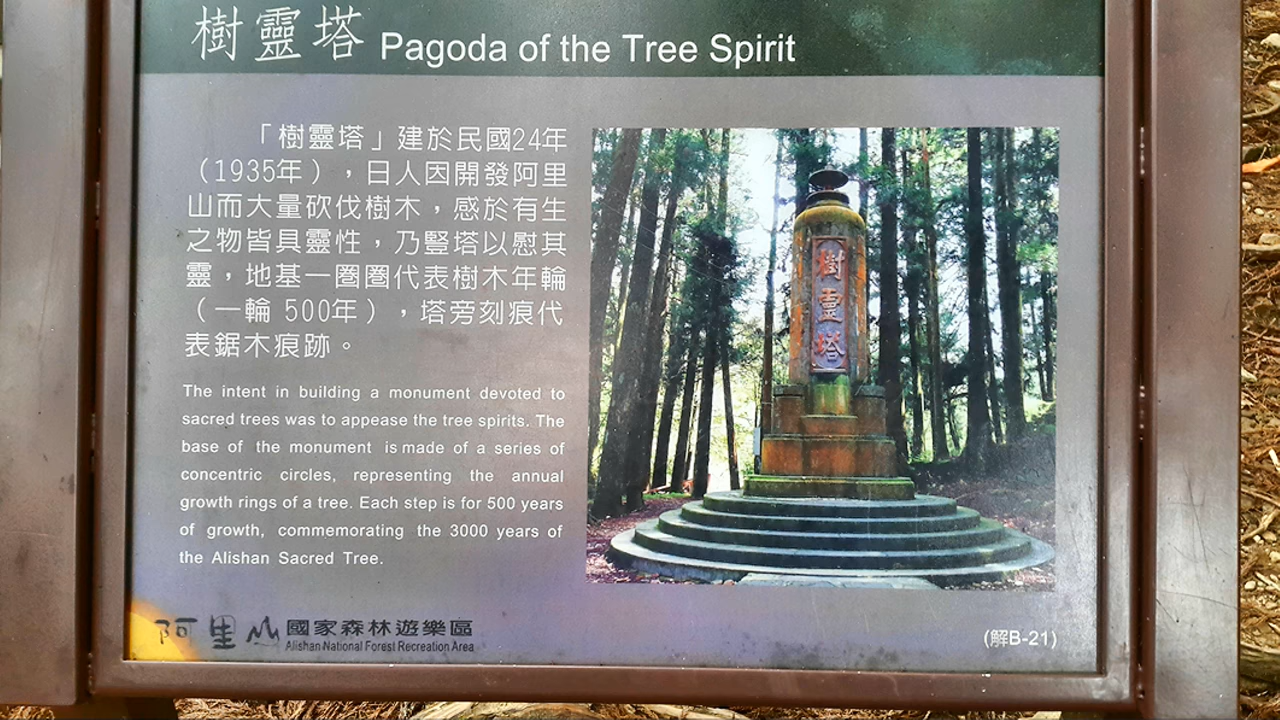 樹靈塔 Pagoda of the Tree Spirit
「樹靈塔」建於民國24年
(1935年),日人因開發阿里
山而大量砍伐樹木,感於有生
之物皆具靈性,乃豎塔以慰其
靈,地基一圈圈代表樹木年輪
(一輪 500年),塔旁刻痕代
表鋸木痕跡。
The intent in building a monument devoted to
sacred trees was to appease the tree spirits. The
base of the monument is made of a series of
concentric circles, representing the annual
growth rings of a tree. Each step is for 500 years
of growth, commemorating the 3000 years of
the Alishan Sacred Tree.
樹
靈
塔
阿里山 國家森林遊樂區
Alishan National Forest Recreation Area
(解B-21)